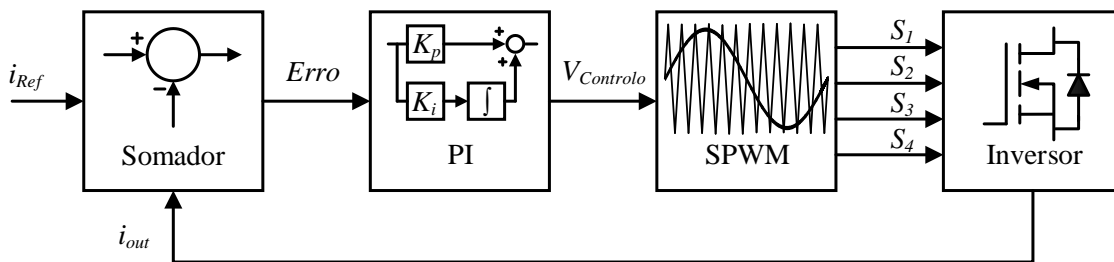 i_Ref
+
−
Somador
Erro
K_p
+
+
K_i
∫
PI
V_Controlo
SPWM
S_1
S_2
S_3
S_4
Inversor
i_out